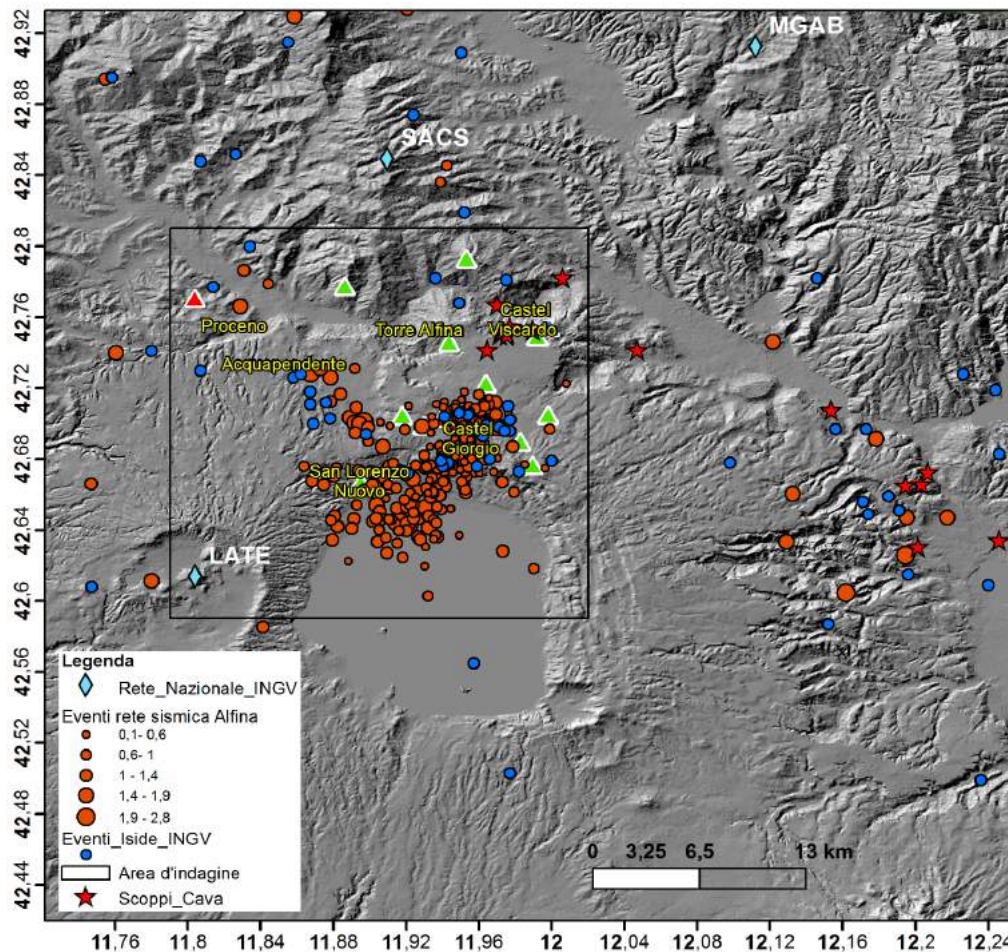 42,92
42,88
42,84
42,8
42,76
42,72
42,68
42,64
42,6
42,56
42,52
42,48
42,44
MGAB
SACS
Proceno
Torre Alfina
Castel
Viscardo
Acquapendente
Castel
Giorgio
San Lorenzo
Nuovo
LATE
Legenda
Rete_Nazionale_INGV
Eventi rete sismica Alfina
0,1- 0,6
0,6- 1
1 - 1,4
1,4 - 1,9
1,9 - 2,8
Eventi_Iside_INGV
Area d'indagine
Scoppi_Cava
0 3,25 6,5 13 km
11,76 11,8 11,84 11,88 11,92 11,96 12 12,04 12,08 12,12 12,16 12,2 12,24